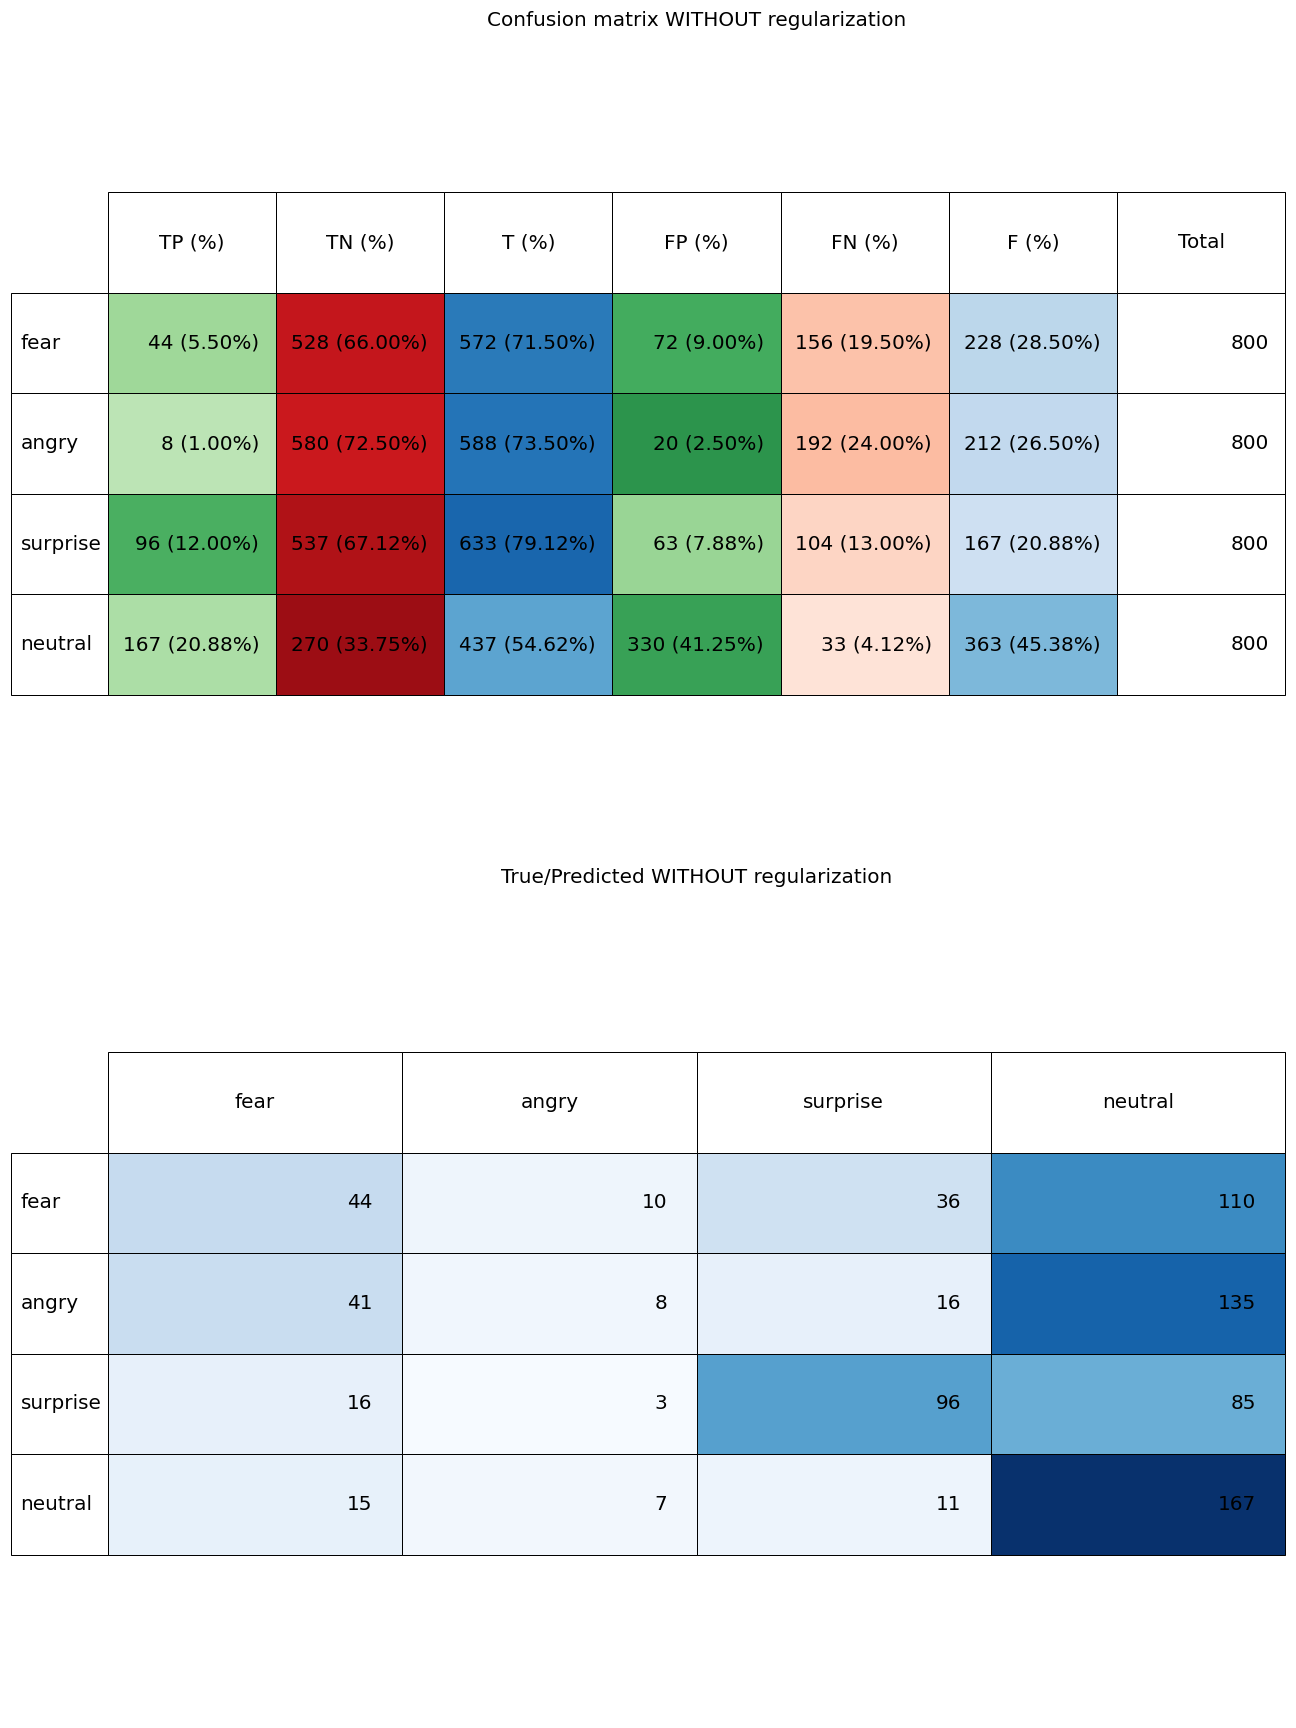 Confusion matrix WITHOUT regularization
TP (%) TN (%) T (%) FP (%) FN (%) F (%) Total
fear 44 (5.50%) 528 (66.00%) 572 (71.50%) 72 (9.00%) 156 (19.50%) 228 (28.50%) 800
angry 8 (1.00%) 580 (72.50%) 588 (73.50%) 20 (2.50%) 192 (24.00%) 212 (26.50%) 800
surprise 96 (12.00%) 537 (67.12%) 633 (79.12%) 63 (7.88%) 104 (13.00%) 167 (20.88%) 800
neutral 167 (20.88%) 270 (33.75%) 437 (54.62%) 330 (41.25%) 33 (4.12%) 363 (45.38%) 800
True/Predicted WITHOUT regularization
fear angry surprise neutral
fear 44 10 36 110
angry 41 8 16 135
surprise 16 3 96 85
neutral 15 7 11 167